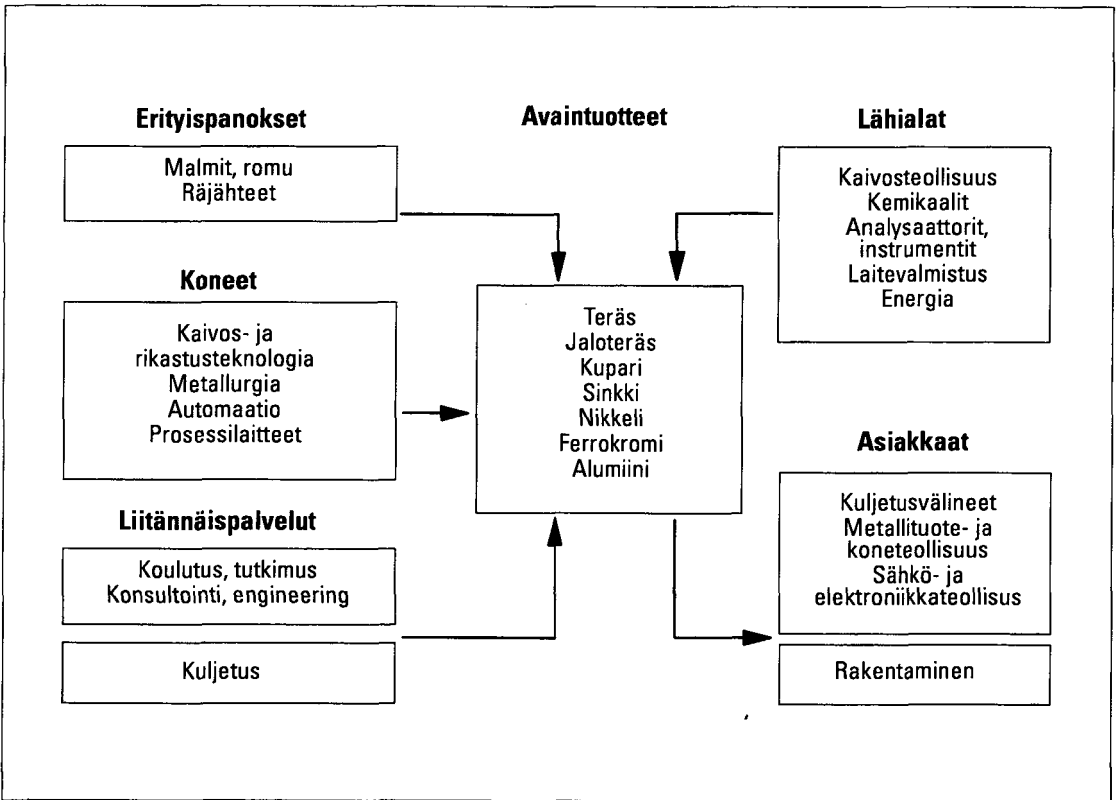 Erityispanokset
Malmit, romu
Räjähteet
Koneet
Kaivos- ja
rikastusteknologia
Metallurgia
Automaatio
Prosessilaitteet
Liitännäispalvelut
Koulutus, tutkimus
Konsultointi, engineering
Kuljetus
Avaintuotteet
Teräs
Jaloteräs
Kupari
Sinkki
Nikkeli
Ferrokromi
Alumiini
Lähialat
Kaivosteollisuus
Kemikaalit
Analysaattorit,
instrumentit
Laitevalmistus
Energia
Asiakkaat
Kuljetusvälineet
Metallituote- ja
koneteollisuus
Sähkö- ja
elektroniikkateollisus
Rakentaminen